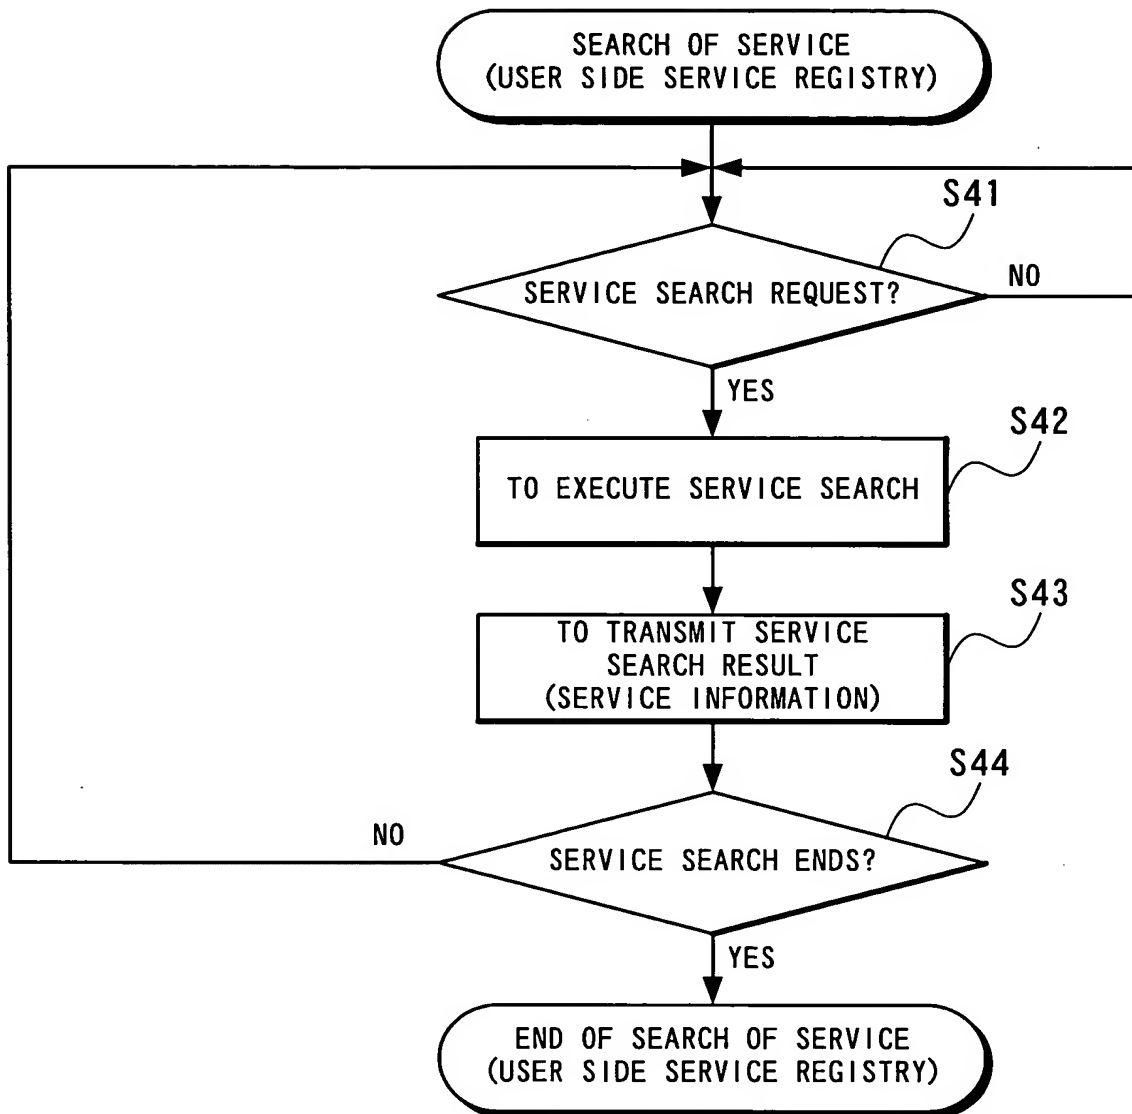 SEARCH OF SERVICE
(USER SIDE SERVICE REGISTRY)
S41
SERVICE SEARCH REQUEST?
NO
YES
S42
TO EXECUTE SERVICE SEARCH
S43
TO TRANSMIT SERVICE
SEARCH RESULT
(SERVICE INFORMATION)
S44
NO
SERVICE SEARCH ENDS?
YES
END OF SEARCH OF SERVICE
(USER SIDE SERVICE REGISTRY)